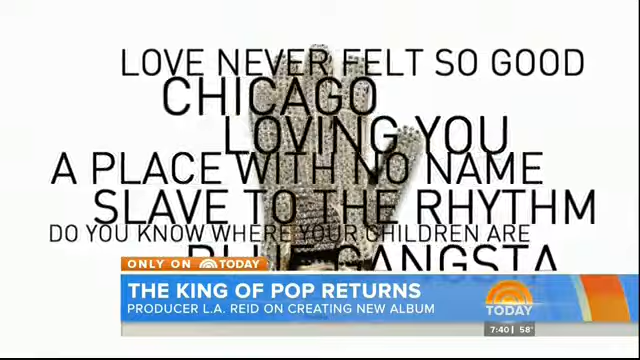 LOVE NEVER FELT SO GOOD
CHICAGO
LOVING YOU
A PLACE WITH NO NAME
SLAVE TO THE RHYTHM
DO YOU KNOW WHERE YOUR CHILDREN ARE
BLUE GANGSTA
ONLY ON TODAY
THE KING OF POP RETURNS
PRODUCER L.A. REID ON CREATING NEW ALBUM
TODAY
7:40 58°